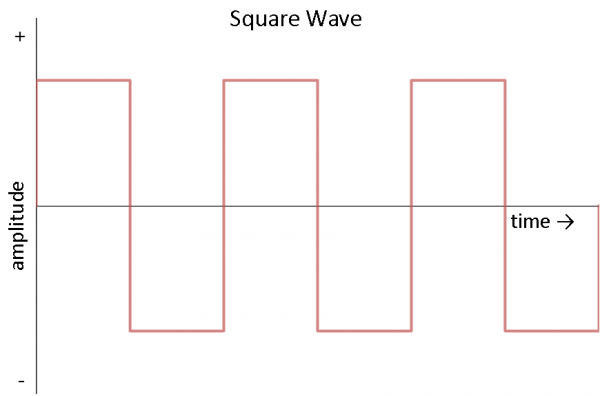 Square Wave
+
amplitude
time →
-